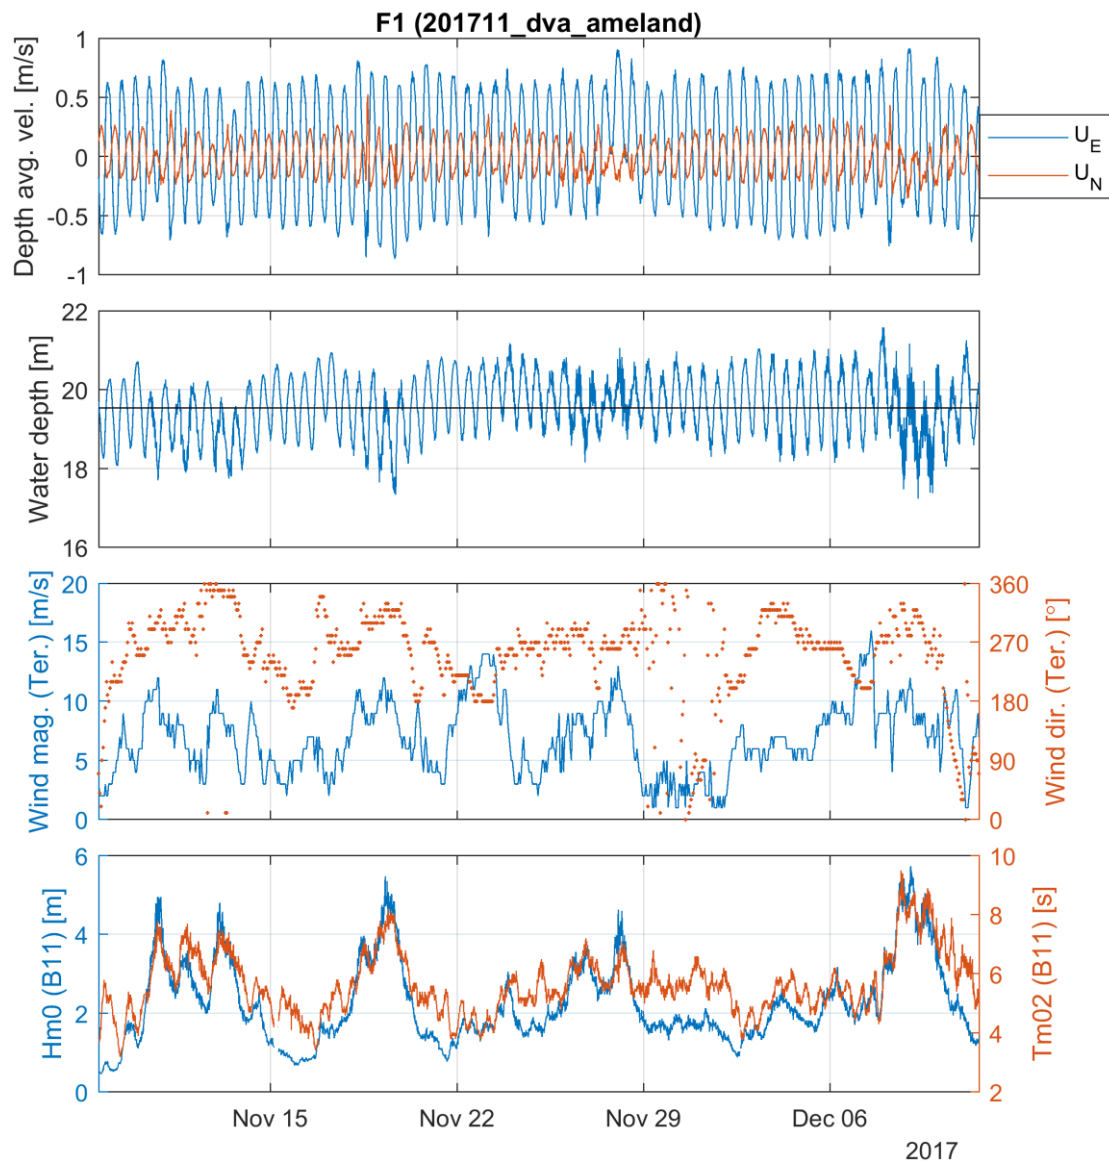 F1 (201711_dva_ameland)
Depth avg. vel. [m/s]
1
0.5
0
-0.5
-1
U_E
U_N
Water depth [m]
22
20
18
16
Wind mag. (Ter.) [m/s]
20
15
10
5
0
360
270
180
90
0
Wind dir. (Ter.) [°]
Hm0 (B11) [m]
6
4
2
0
10
8
6
4
2
Tm02 (B11) [s]
Nov 15
Nov 22
Nov 29
Dec 06
2017